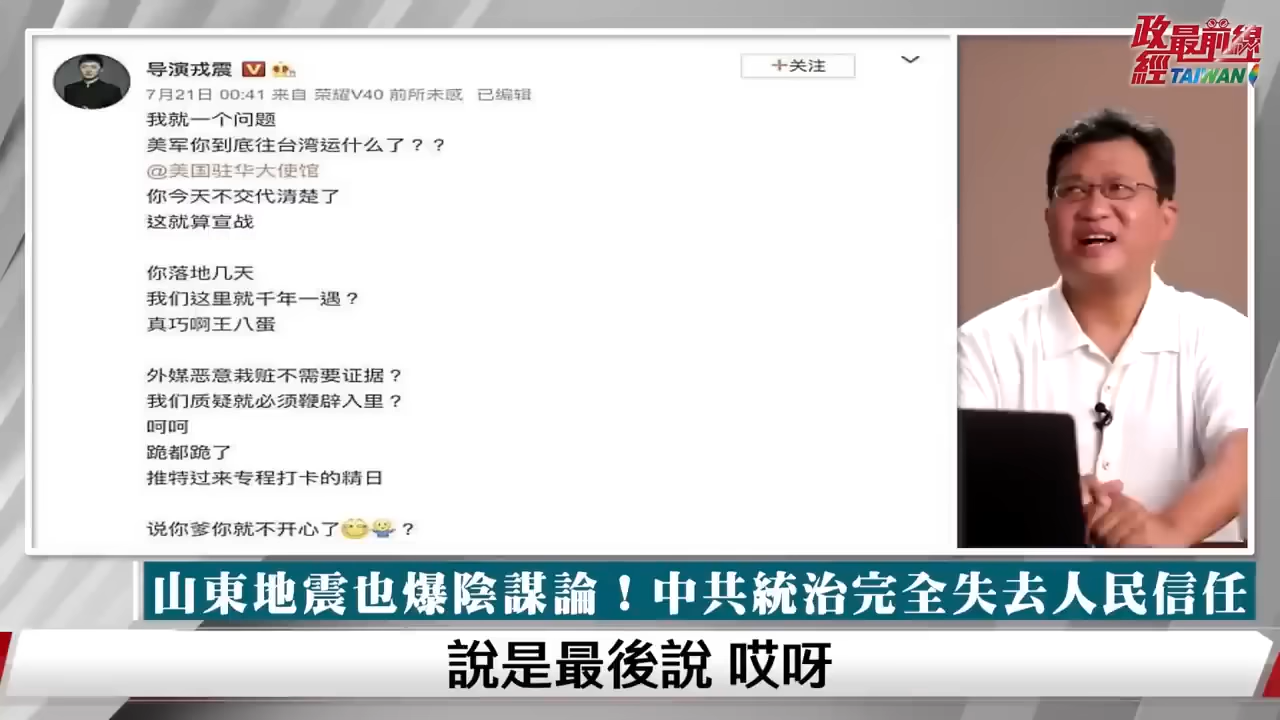 政經最前線
TAIWAN
导演戎震
关注
7月21日 00:41 来自 荣耀V40 前所未感 已编辑
我就一个问题
美军你到底往台湾运什么了？？
@美国驻华大使馆
你今天不交代清楚了
这就算宣战
你落地几天
我们这里就千年一遇？
真巧啊王八蛋
外媒恶意栽赃不需要证据？
我们质疑就必须鞭辟入里？
呵呵
跪都跪了
推特过来专程打卡的精日
说你爹你就不开心了？
山東地震也爆陰謀論！中共統治完全失去人民信任
說是最後說 哎呀